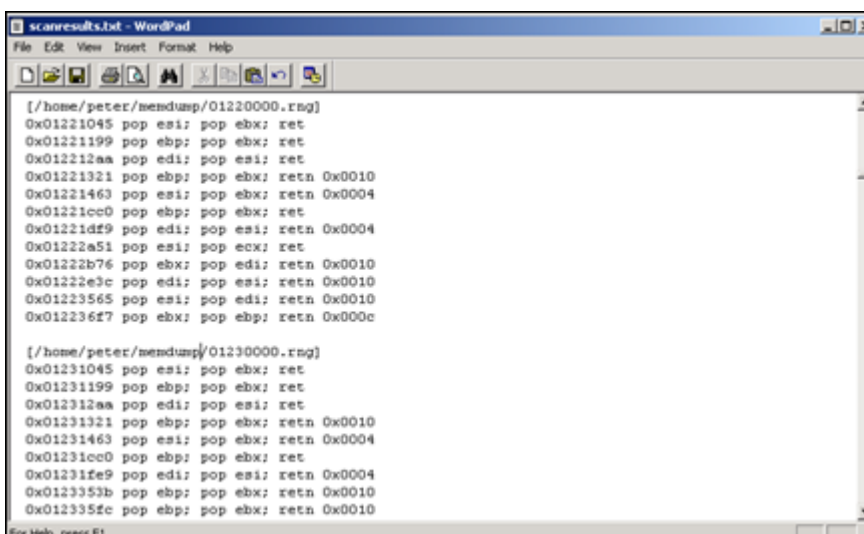 scanresults.txt - WordPad
File Edit View Insert Format Help
[/home/peter/memdump/01220000.rng]
0x01221045 pop esi; pop ebx; ret
0x01221199 pop ebp; pop ebx; ret
0x012212aa pop edi; pop esi; ret
0x01221321 pop ebp; pop ebx; retn 0x0010
0x01221463 pop esi; pop ebx; retn 0x0004
0x01221cc0 pop ebp; pop ebx; ret
0x01221df9 pop edi; pop esi; retn 0x0004
0x01222a51 pop esi; pop ecx; ret
0x01222b76 pop ebx; pop edi; retn 0x0010
0x01222e3c pop edi; pop esi; retn 0x0010
0x01223565 pop esi; pop edi; retn 0x0010
0x012236f7 pop ebx; pop ebp; retn 0x000c
[/home/peter/memdump/01230000.rng]
0x01231045 pop esi; pop ebx; ret
0x01231199 pop ebp; pop ebx; ret
0x012312aa pop edi; pop esi; ret
0x01231321 pop ebp; pop ebx; retn 0x0010
0x01231463 pop esi; pop ebx; retn 0x0004
0x01231cc0 pop ebp; pop ebx; ret
0x01231fe9 pop edi; pop esi; retn 0x0004
0x0123353b pop ebp; pop ebx; retn 0x0010
0x012335fc pop ebp; pop ebx; retn 0x0010
For Help, press F1